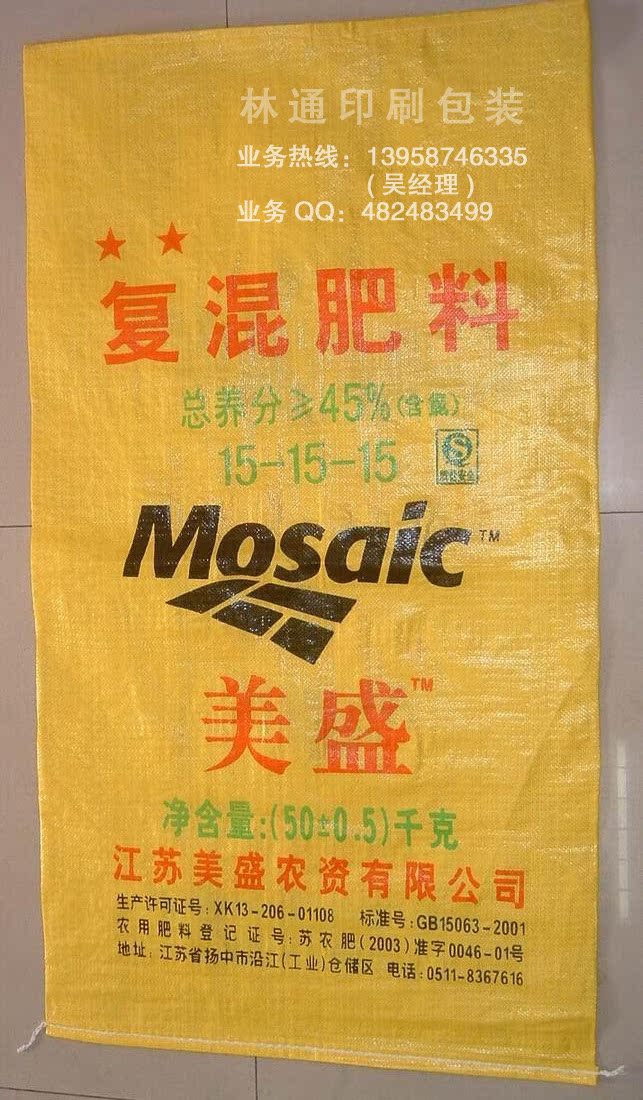 林通印刷包装
业务热线：13958746335
（吴经理）
业务QQ：482483499
复混肥料
总养分≥45%(含氯)
15-15-15
质量安全
Mosaic™
美盛™
净含量:(50±0.5)千克
江苏美盛农资有限公司
生产许可证号:XK13-206-01108 标准号:GB15063-2001
农用肥料登记证号:苏农肥(2003)准字0046-01号
地址:江苏省扬中市沿江(工业)仓储区 电话:0511-8367616